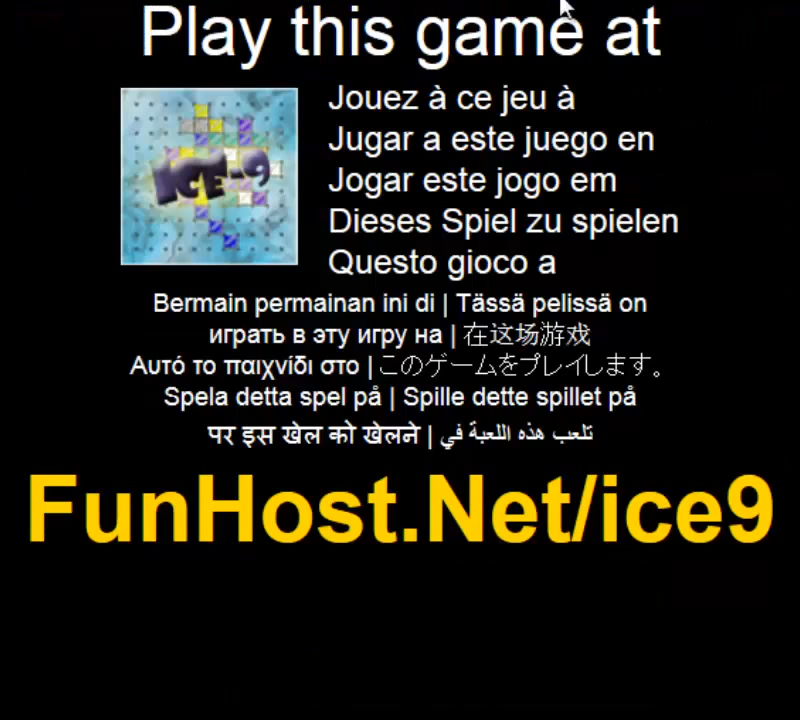 Play this game at
ICE-9
Jouez à ce jeu à
Jugar a este juego en
Jogar este jogo em
Dieses Spiel zu spielen
Questo gioco a
Bermain permainan ini di | Tässä pelissä on
играть в эту игру на | 在这场游戏
Αυτό το παιχνίδι στο | このゲームをプレイします。
Spela detta spel på | Spille dette spillet på
पर इस खेल को खेलने | تلعب هذه اللعبة في
FunHost.Net/ice9